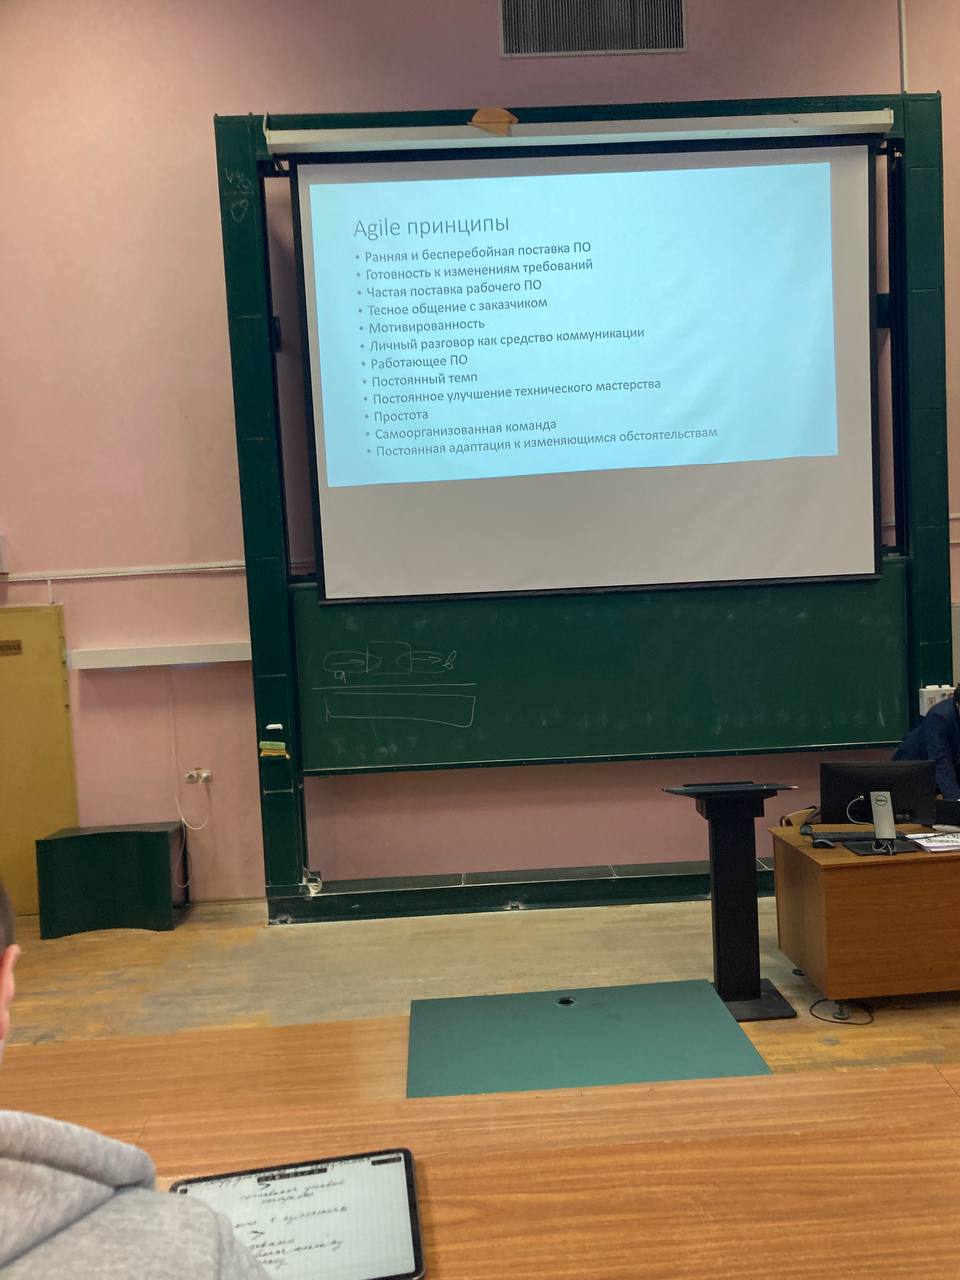 Agile принципы
• Ранняя и бесперебойная поставка ПО
• Готовность к изменениям требований
• Частая поставка рабочего ПО
• Тесное общение с заказчиком
• Мотивированность
• Личный разговор как средство коммуникации
• Работающее ПО
• Постоянный темп
• Постоянное улучшение технического мастерства
• Простота
• Самоорганизованная команда
• Постоянная адаптация к изменяющимся обстоятельствам
DELL